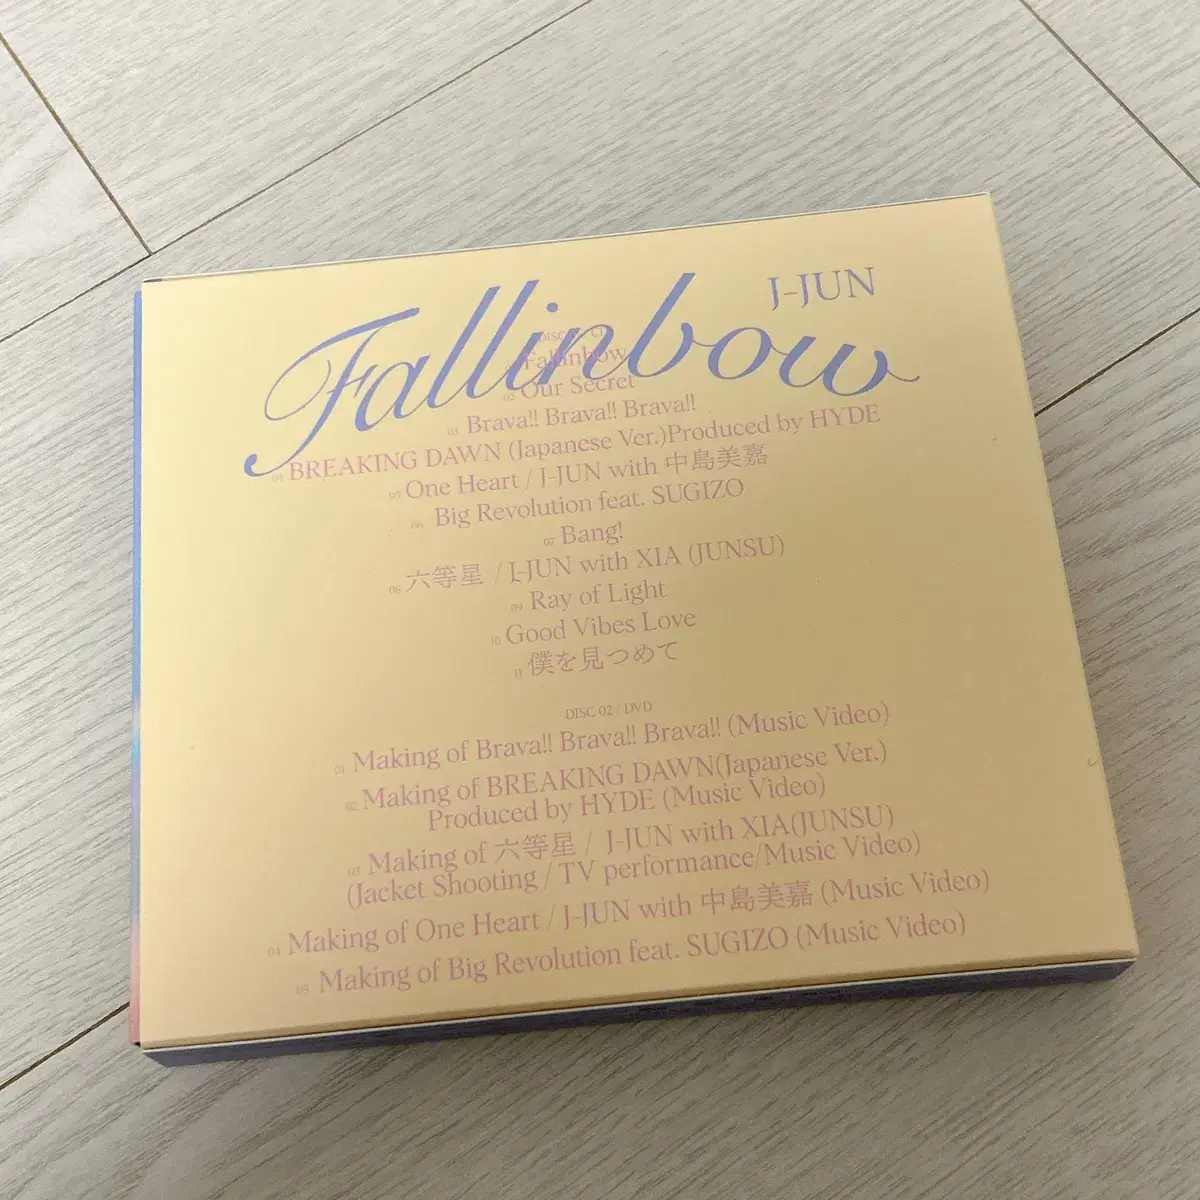 J-JUN
Fallinbow
DISC
Fallinbow
02 Our Secret
03 Brava!! Brava!! Brava!!
04 BREAKING DAWN (Japanese Ver.)Produced by HYDE
05 One Heart / J-JUN with 中島美嘉
06 Big Revolution feat. SUGIZO
07 Bang!
08 六等星 / J-JUN with XIA (JUNSU)
09 Ray of Light
10 Good Vibes Love
11 僕を見つめて
DISC 02 / DVD
01 Making of Brava!! Brava!! Brava!! (Music Video)
02 Making of BREAKING DAWN(Japanese Ver.)
Produced by HYDE (Music Video)
03 Making of 六等星 / J-JUN with XIA(JUNSU)
(Jacket Shooting / TV performance/Music Video)
04 Making of One Heart / J-JUN with 中島美嘉 (Music Video)
05 Making of Big Revolution feat. SUGIZO (Music Video)